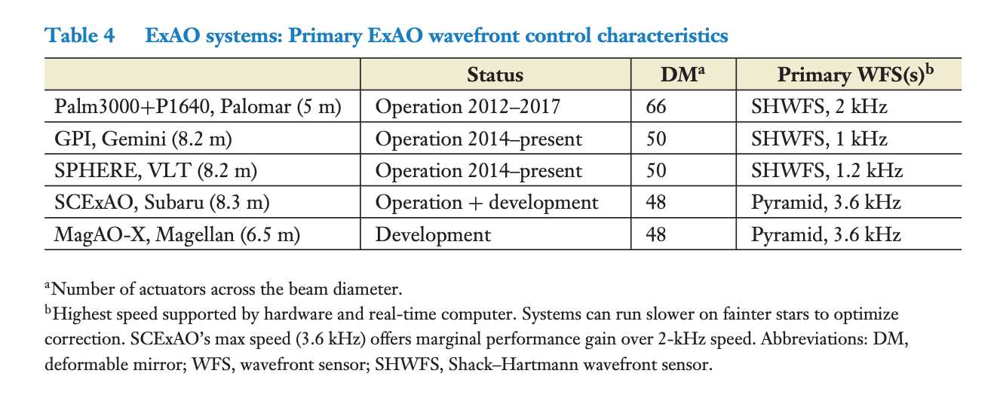 Table 4 ExAO systems: Primary ExAO wavefront control characteristics
Status DMᵃ Primary WFS(s)ᵇ
Palm3000+P1640, Palomar (5 m) Operation 2012–2017 66 SHWFS, 2 kHz
GPI, Gemini (8.2 m) Operation 2014–present 50 SHWFS, 1 kHz
SPHERE, VLT (8.2 m) Operation 2014–present 50 SHWFS, 1.2 kHz
SCExAO, Subaru (8.3 m) Operation + development 48 Pyramid, 3.6 kHz
MagAO-X, Magellan (6.5 m) Development 48 Pyramid, 3.6 kHz
ᵃNumber of actuators across the beam diameter.
ᵇHighest speed supported by hardware and real-time computer. Systems can run slower on fainter stars to optimize
correction. SCExAO’s max speed (3.6 kHz) offers marginal performance gain over 2-kHz speed. Abbreviations: DM,
deformable mirror; WFS, wavefront sensor; SHWFS, Shack–Hartmann wavefront sensor.